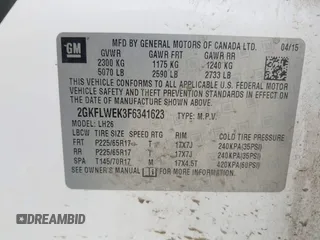 GM
MFD BY GENERAL MOTORS OF CANADA LTD. 04/15
GVWR GAWR FRT GAWR RR
2300 KG 1175 KG 1240 KG
5070 LB 2590 LB 2733 LB
THIS VEHICLE CONFORMS TO ALL APPLICABLE U.S.
FEDERAL MOTOR VEHICLE SAFETY AND THEFT
PREVENTION STANDARDS IN EFFECT ON THE DATE OF
MANUFACTURE SHOWN ABOVE.
2GKFLWEK3F6341623 TYPE: M.P.V.
MODEL: LH26
LBCW TIRE SIZE SPEED RTG RIM COLD TIRE PRESSURE
FRT P225/65R17 T 17X7J 240KPA(35PSI)
RR P225/65R17 T 17X7J 240KPA(35PSI)
SPA T145/70R17 M 17X4.5T 420KPA(60PSI)
SEE OWNER'S MANUAL FOR MORE INFORMATION.
DREAMBID